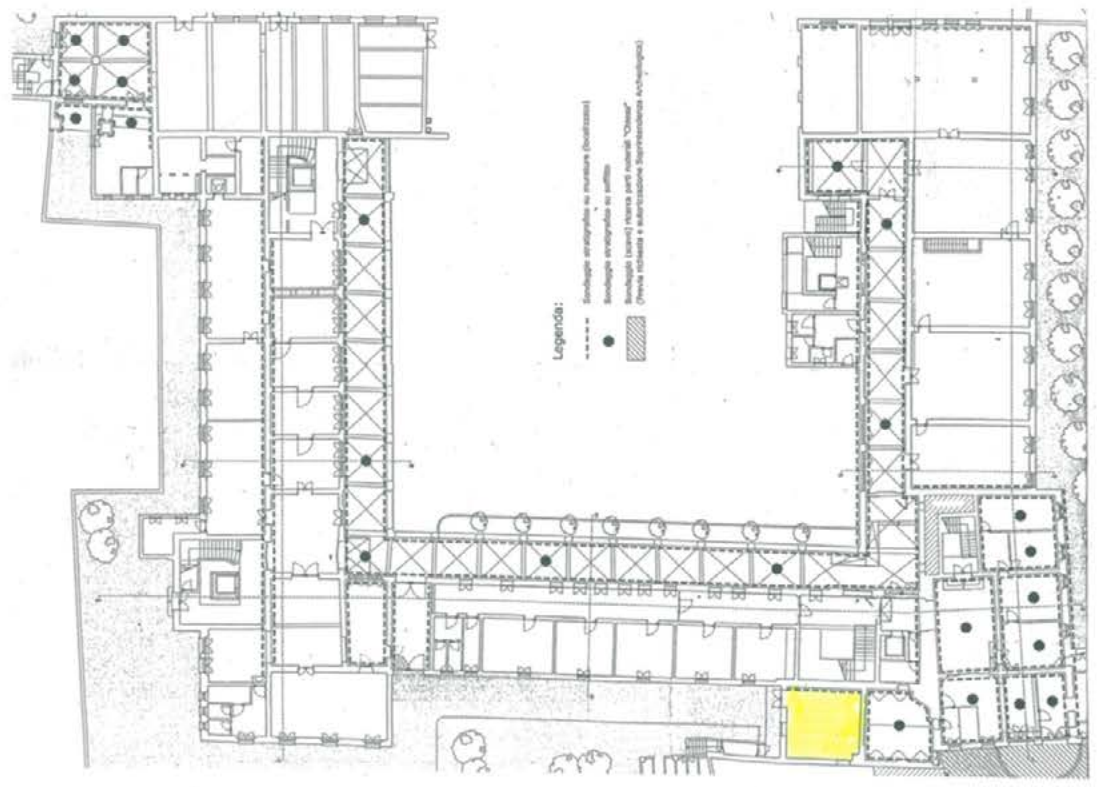 Legenda:
Sondaggio stratigrafico su murature (localizzato)
Sondaggio stratigrafico su soffitto
Sondaggio (scavo) ricerca parti materiali "Chiesa"
(Previa richiesta e autorizzazione Soprintendenza Archeologica)